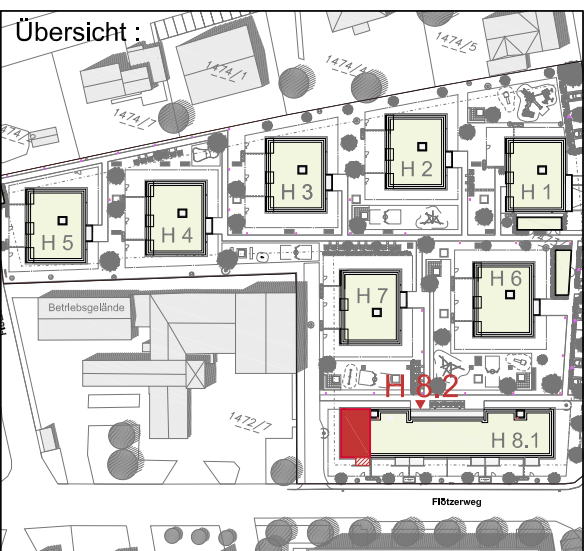 Übersicht :
1474/5
1474/1
1474/4
1474/7
H 2
H 3
H 1
H 4
H 5
H 6
H 7
Betriebsgelände
H 8.2
1472/7
H 8.1
Flötzerweg